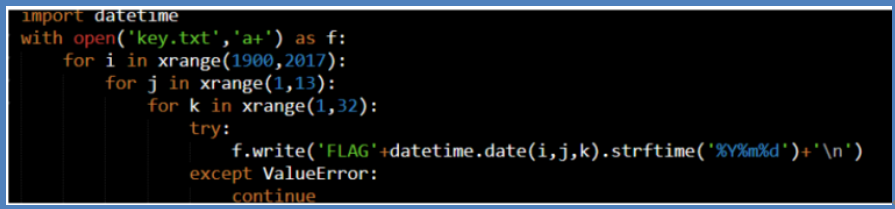 import datetime
with open('key.txt','a+') as f:
    for i in xrange(1900,2017):
        for j in xrange(1,13):
            for k in xrange(1,32):
                try:
                    f.write('FLAG'+datetime.date(i,j,k).strftime('%Y%m%d')+'\n')
                except ValueError:
                    continue